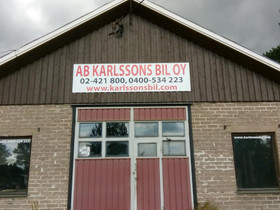 AB KARLSSONS BIL OY
02-421 800, 0400-534 223
www.karlssonsbil.com